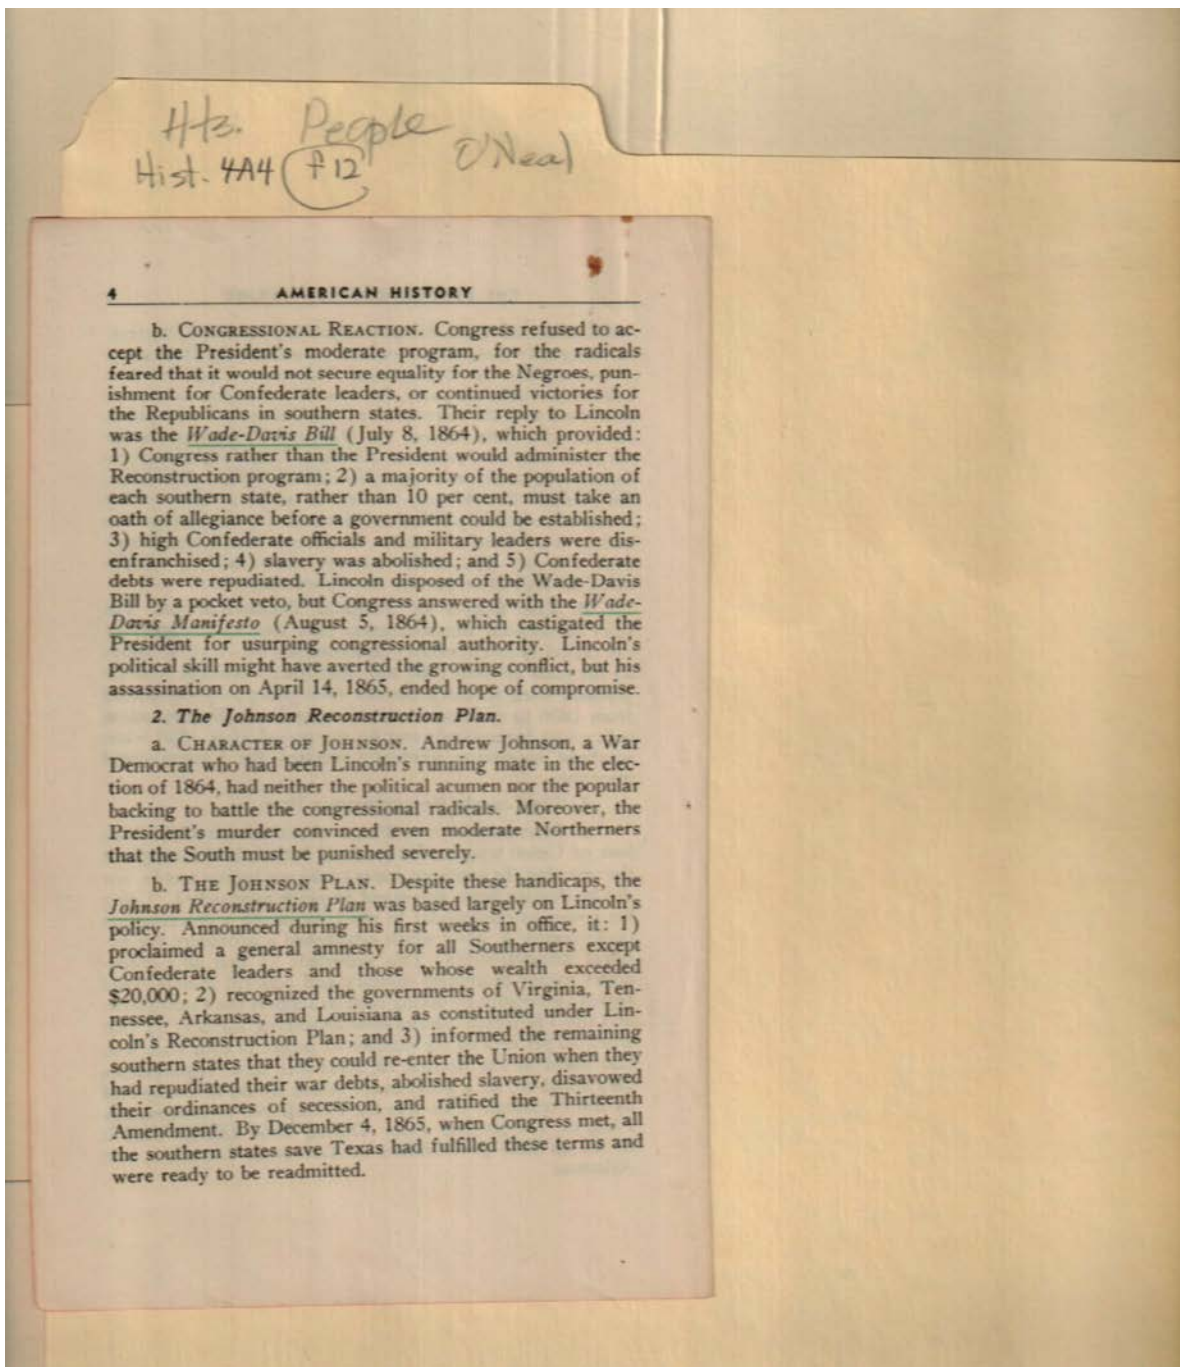 Hts. People O'Neal
Hist. 4A4 f12
4 AMERICAN HISTORY
b. CONGRESSIONAL REACTION. Congress refused to ac-
cept the President's moderate program, for the radicals
feared that it would not secure equality for the Negroes, pun-
ishment for Confederate leaders, or continued victories for
the Republicans in southern states. Their reply to Lincoln
was the Wade-Davis Bill (July 8, 1864), which provided:
1) Congress rather than the President would administer the
Reconstruction program; 2) a majority of the population of
each southern state, rather than 10 per cent, must take an
oath of allegiance before a government could be established;
3) high Confederate officials and military leaders were dis-
enfranchised; 4) slavery was abolished; and 5) Confederate
debts were repudiated. Lincoln disposed of the Wade-Davis
Bill by a pocket veto, but Congress answered with the Wade-
Davis Manifesto (August 5, 1864), which castigated the
President for usurping congressional authority. Lincoln's
political skill might have averted the growing conflict, but his
assassination on April 14, 1865, ended hope of compromise.
2. The Johnson Reconstruction Plan.
a. CHARACTER OF JOHNSON. Andrew Johnson, a War
Democrat who had been Lincoln's running mate in the elec-
tion of 1864, had neither the political acumen nor the popular
backing to battle the congressional radicals. Moreover, the
President's murder convinced even moderate Northerners
that the South must be punished severely.
b. THE JOHNSON PLAN. Despite these handicaps, the
Johnson Reconstruction Plan was based largely on Lincoln's
policy. Announced during his first weeks in office, it: 1)
proclaimed a general amnesty for all Southerners except
Confederate leaders and those whose wealth exceeded
$20,000; 2) recognized the governments of Virginia, Ten-
nessee, Arkansas, and Louisiana as constituted under Lin-
coln's Reconstruction Plan; and 3) informed the remaining
southern states that they could re-enter the Union when they
had repudiated their war debts, abolished slavery, disavowed
their ordinances of secession, and ratified the Thirteenth
Amendment. By December 4, 1865, when Congress met, all
the southern states save Texas had fulfilled these terms and
were ready to be readmitted.